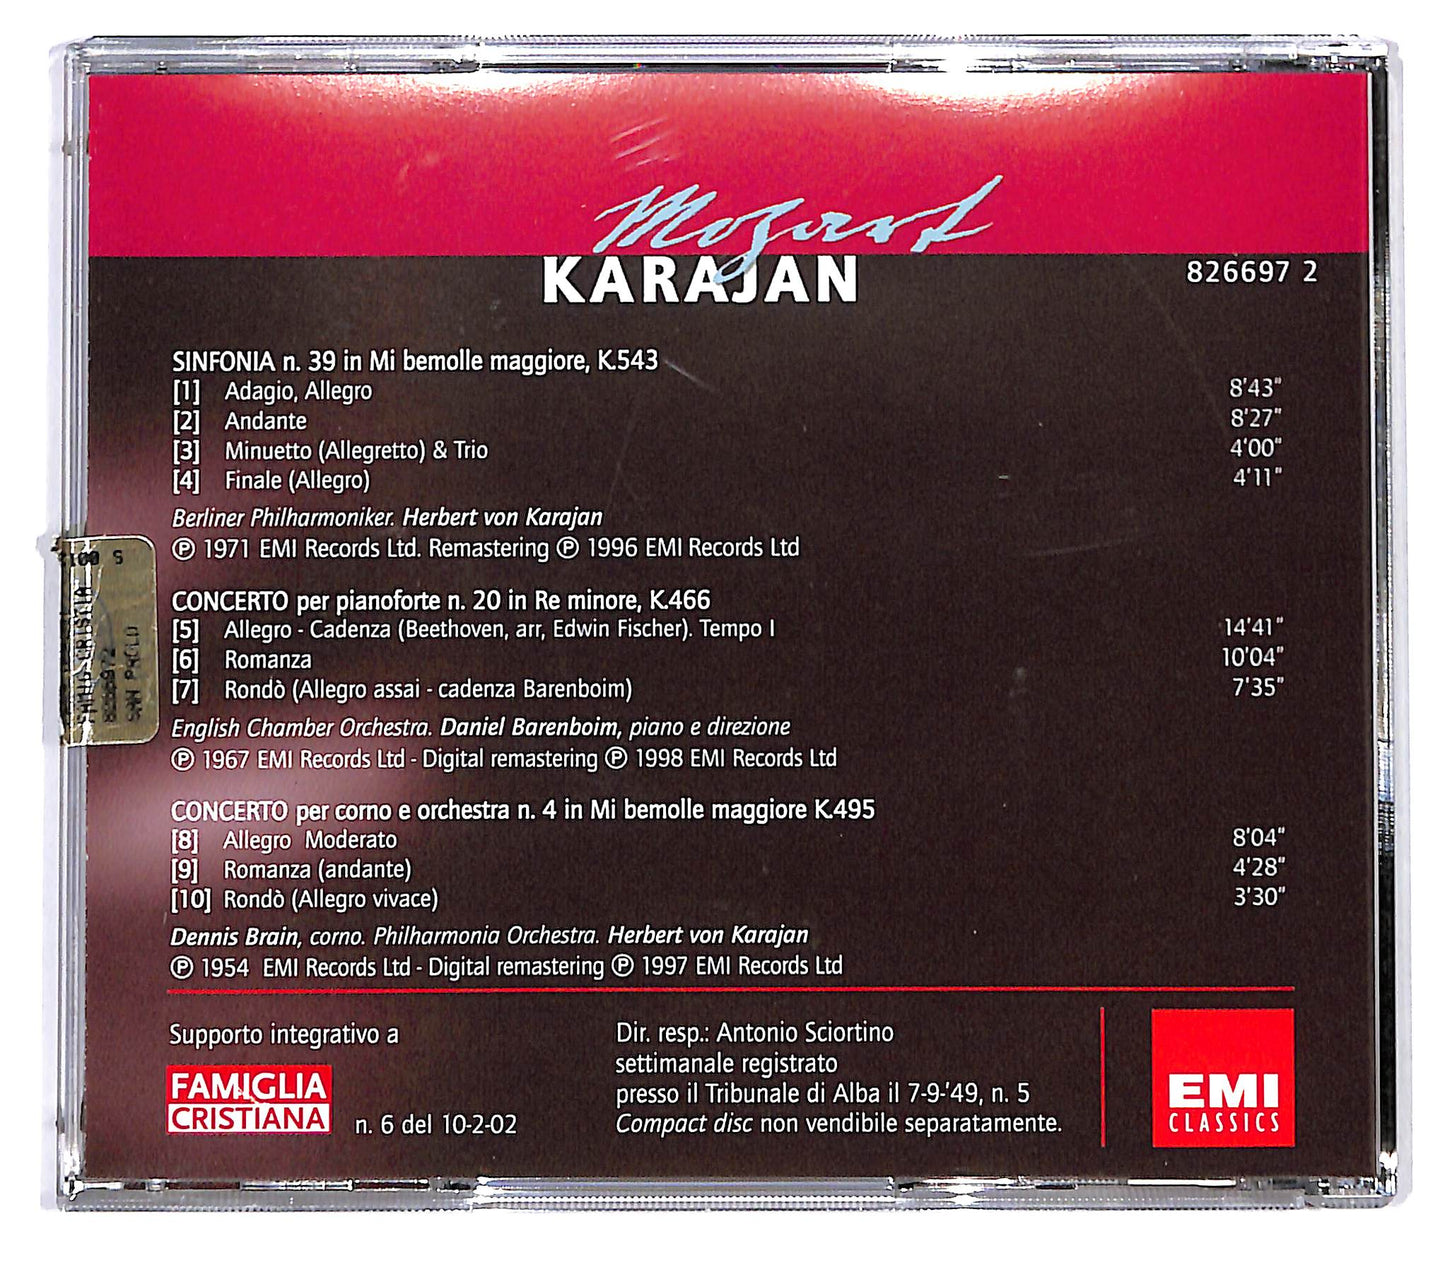 Mozart
KARAJAN
826697 2
SINFONIA n. 39 in Mi bemolle maggiore, K.543
[1] Adagio, Allegro 8'43"
[2] Andante 8'27"
[3] Minuetto (Allegretto) & Trio 4'00"
[4] Finale (Allegro) 4'11"
Berliner Philharmoniker. Herbert von Karajan
℗ 1971 EMI Records Ltd. Remastering ℗ 1996 EMI Records Ltd
CONCERTO per pianoforte n. 20 in Re minore, K.466
[5] Allegro - Cadenza (Beethoven, arr, Edwin Fischer). Tempo I 14'41"
[6] Romanza 10'04"
[7] Rondò (Allegro assai - cadenza Barenboim) 7'35"
English Chamber Orchestra. Daniel Barenboim, piano e direzione
℗ 1967 EMI Records Ltd - Digital remastering ℗ 1998 EMI Records Ltd
CONCERTO per corno e orchestra n. 4 in Mi bemolle maggiore K.495
[8] Allegro Moderato 8'04"
[9] Romanza (andante) 4'28"
[10] Rondò (Allegro vivace) 3'30"
Dennis Brain, corno. Philharmonia Orchestra. Herbert von Karajan
℗ 1954 EMI Records Ltd - Digital remastering ℗ 1997 EMI Records Ltd
Supporto integrativo a
FAMIGLIA
CRISTIANA
n. 6 del 10-2-02
Dir. resp.: Antonio Sciortino
settimanale registrato
presso il Tribunale di Alba il 7-9-'49, n. 5
Compact disc non vendibile separatamente.
EMI
CLASSICS
SAN PAOLO